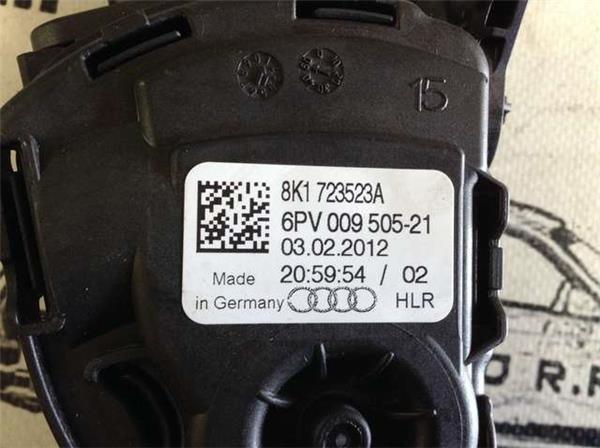 15
8K1 723523A
6PV 009 505-21
03.02.2012
Made 20:59:54 / 02
in Germany HLR